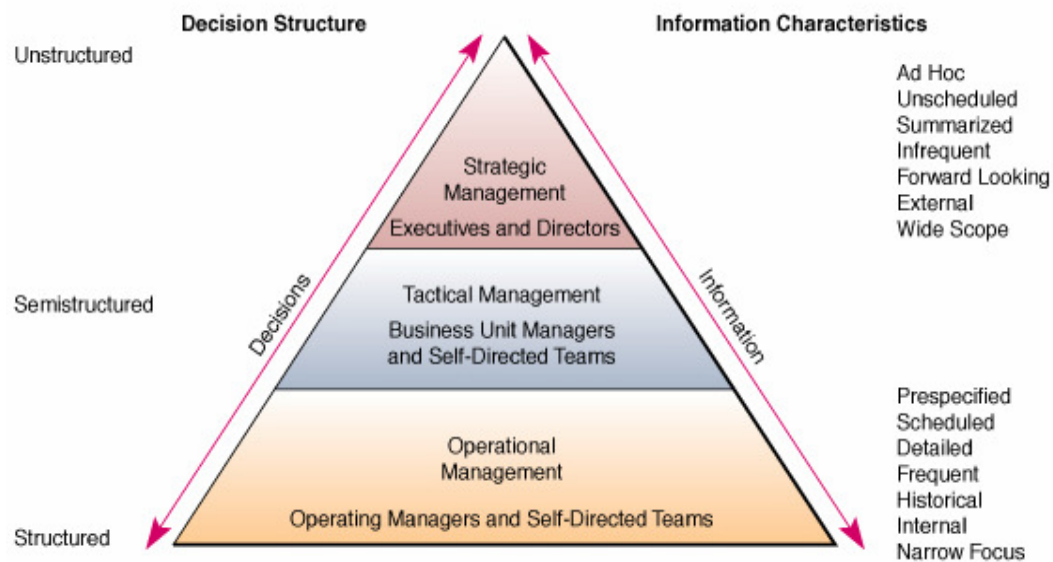 Decision Structure
Information Characteristics
Unstructured
Ad Hoc
Unscheduled
Summarized
Infrequent
Forward Looking
External
Wide Scope
Strategic
Management
Executives and Directors
Decisions
Information
Semistructured
Tactical Management
Business Unit Managers
and Self-Directed Teams
Prespecified
Scheduled
Detailed
Frequent
Historical
Internal
Narrow Focus
Operational
Management
Operating Managers and Self-Directed Teams
Structured